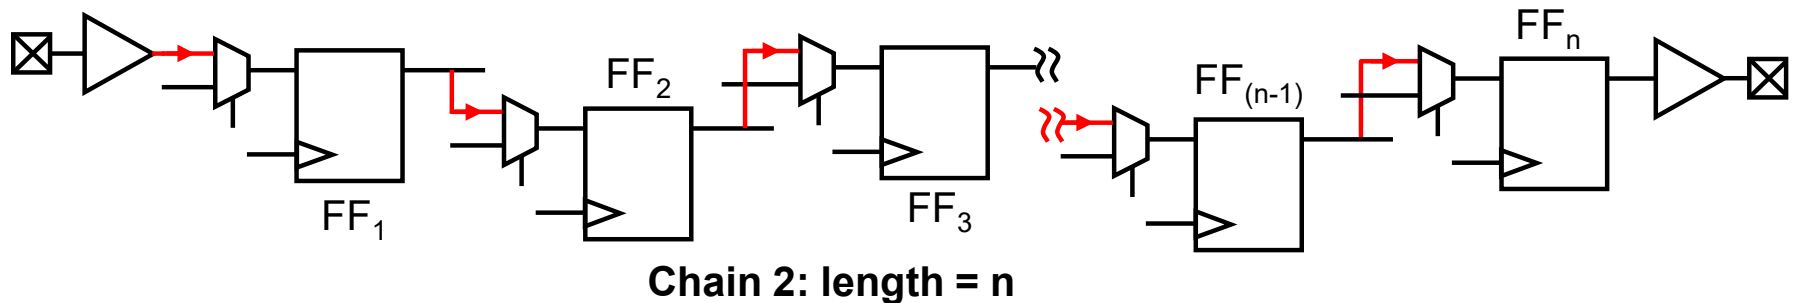 FF1
FF2
FF3
FF(n-1)
FFn
Chain 2: length = n